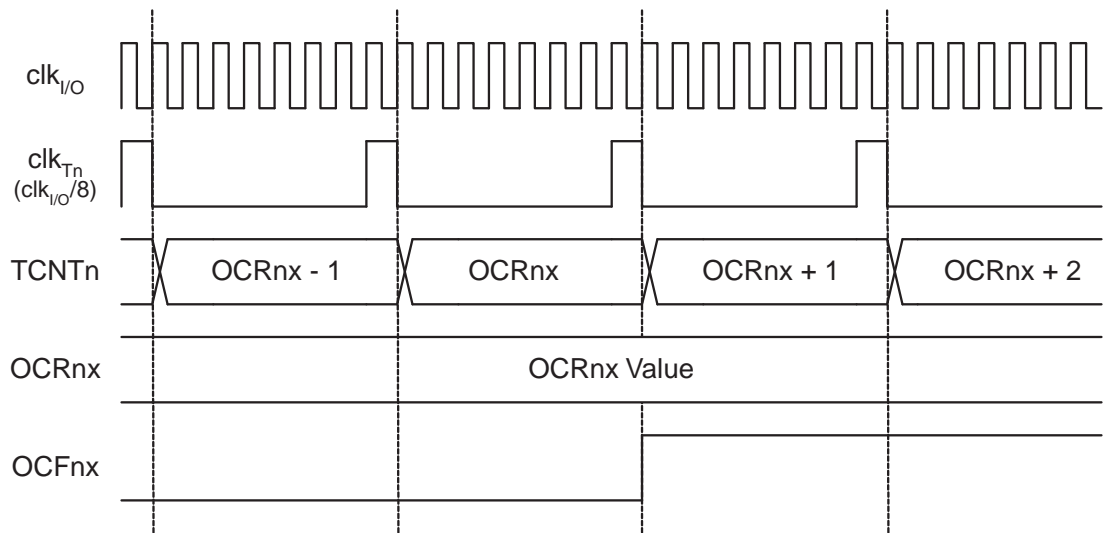 clkI/O
clkTn
(clkI/O/8)
TCNTn
OCRnx - 1
OCRnx
OCRnx + 1
OCRnx + 2
OCRnx
OCRnx Value
OCFnx